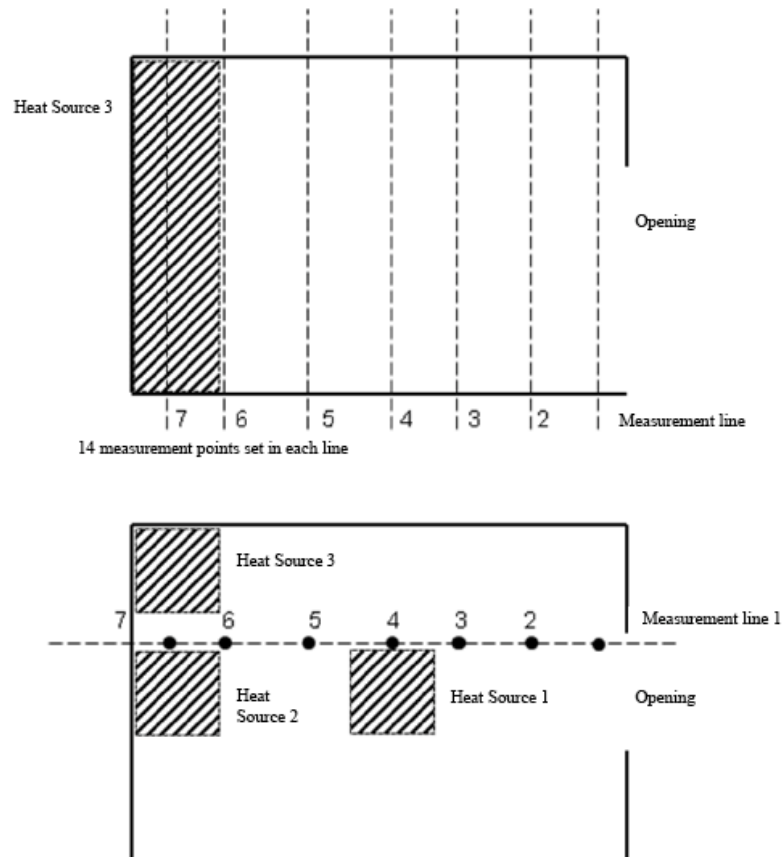 Heat Source 3
Opening
7 6 5 4 3 2 Measurement line
14 measurement points set in each line
Heat Source 3
7 6 5 4 3 2 Measurement line 1
Heat
Source 2
Heat Source 1
Opening